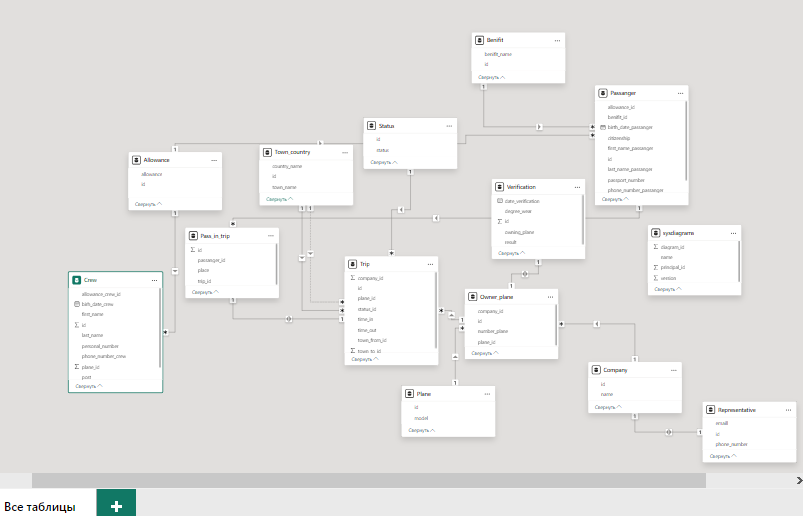 Benifit
benifit_name
id
Свернуть
Passanger
allowance_id
benifit_id
birth_date_passanger
citizenship
first_name_passanger
id
last_name_passanger
passport_number
phone_number_passanger
Свернуть
Status
id
status
Свернуть
Allowance
allowance
id
Свернуть
Town_country
country_name
id
town_name
Свернуть
Verification
date_verification
degree_wear
id
owning_plane
result
Свернуть
Pass_in_trip
id
passenger_id
place
trip_id
Свернуть
sysdiagrams
diagram_id
name
principal_id
version
Свернуть
Trip
company_id
id
plane_id
status_id
time_in
time_out
town_from_id
town_to_id
Свернуть
Crew
allowance_crew_id
birh_date_crew
first_name
id
last_name
personal_number
phone_number_crew
plane_id
post
Свернуть
Owner_plane
company_id
id
number_plane
plane_id
Свернуть
Company
id
name
Свернуть
Plane
id
model
Свернуть
Representative
email
id
phone_number
Свернуть
Все таблицы